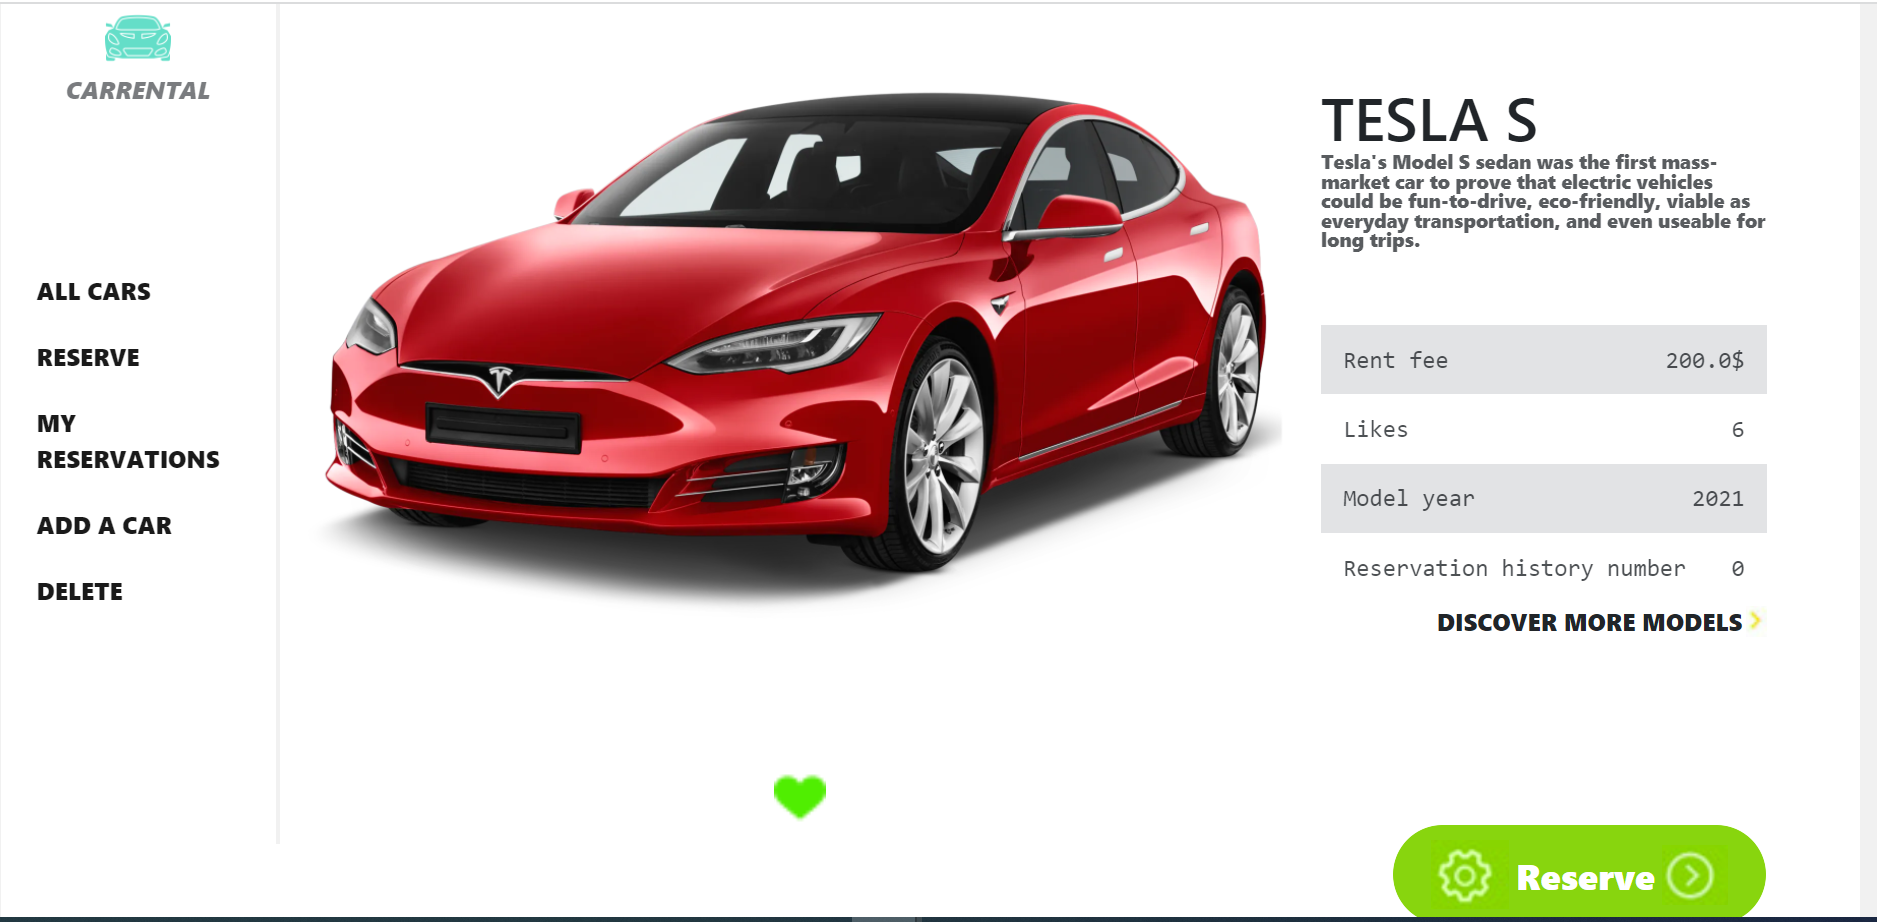 CARRENTAL
ALL CARS
RESERVE
MY
RESERVATIONS
ADD A CAR
DELETE
TESLA S
Tesla's Model S sedan was the first mass-
market car to prove that electric vehicles
could be fun-to-drive, eco-friendly, viable as
everyday transportation, and even useable for
long trips.
Rent fee 200.0$
Likes 6
Model year 2021
Reservation history number 0
DISCOVER MORE MODELS
Reserve